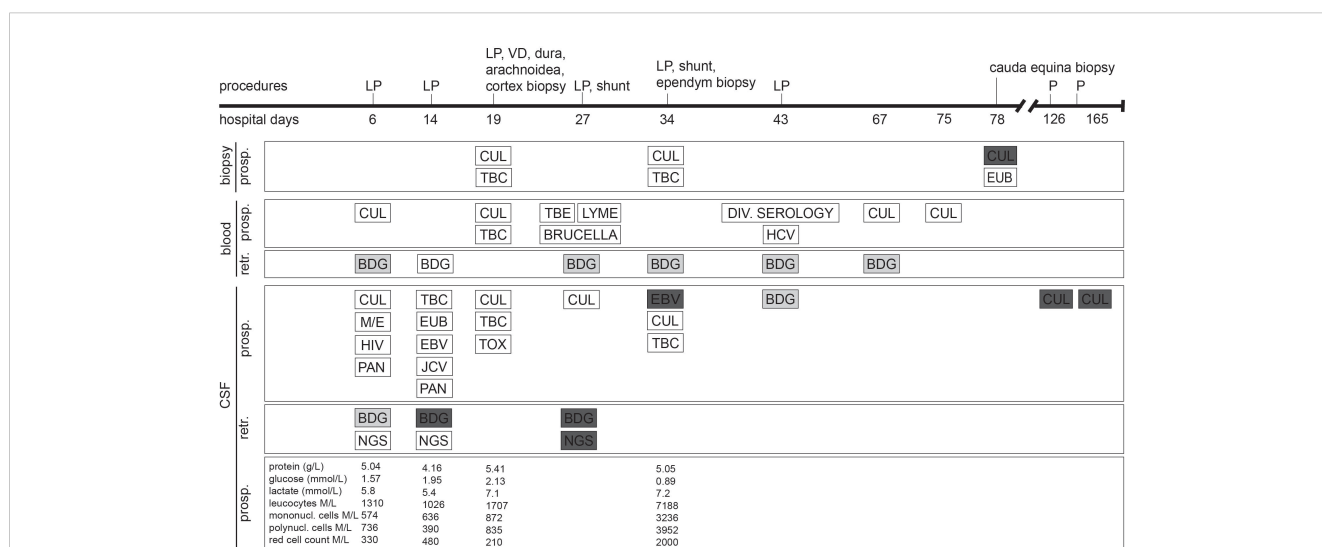 LP, VD, dura,
arachnoidea,
cortex biopsy
LP, shunt,
ependym biopsy
cauda equina biopsy
procedures LP LP LP, shunt LP P P
hospital days 6 14 19 27 34 43 67 75 78 126 165
biopsy
prosp.
CUL CUL CUL
TBC TBC EUB
blood
prosp.
CUL CUL TBE LYME DIV. SEROLOGY CUL CUL
TBC BRUCELLA HCV
retr.
BDG BDG BDG BDG BDG BDG
CSF
prosp.
CUL TBC CUL CUL EBV BDG CUL CUL
M/E EUB TBC CUL
HIV EBV TOX TBC
PAN JCV
PAN
retr.
BDG BDG BDG
NGS NGS NGS
prosp.
protein (g/L) 5.04 4.16 5.41 5.05
glucose (mmol/L) 1.57 1.95 2.13 0.89
lactate (mmol/L) 5.8 5.4 7.1 7.2
leucocytes M/L 1310 1026 1707 7188
mononucl. cells M/L 574 636 872 3236
polynucl. cells M/L 736 390 835 3952
red cell count M/L 330 480 210 2000